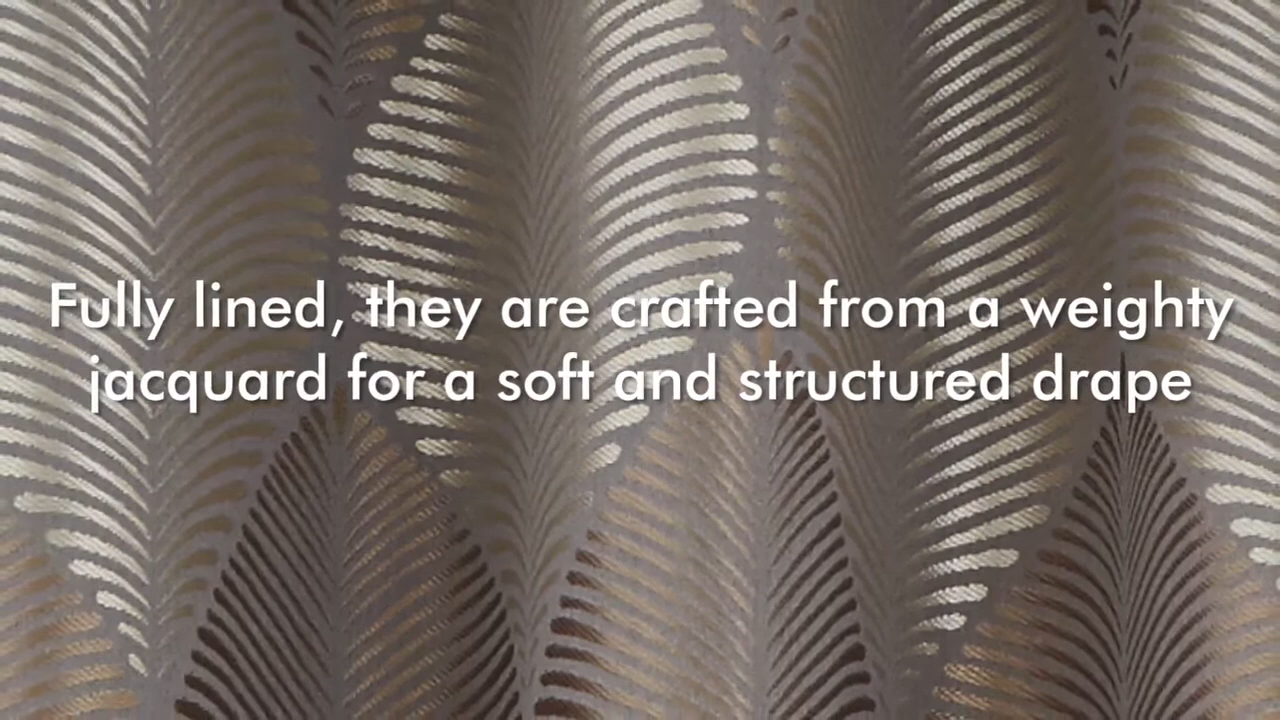 Fully lined, they are crafted from a weighty
jacquard for a soft and structured drape